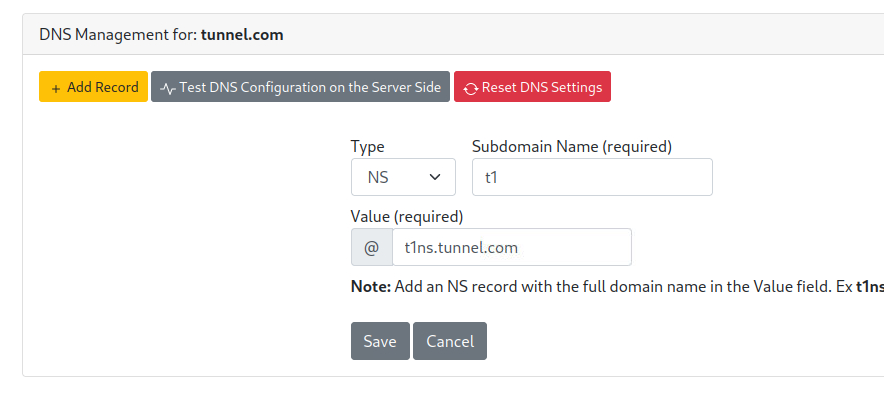 DNS Management for: tunnel.com
+ Add Record Test DNS Configuration on the Server Side Reset DNS Settings
Type Subdomain Name (required)
NS t1
Value (required)
@ t1ns.tunnel.com
Note: Add an NS record with the full domain name in the Value field. Ex t1ns
Save Cancel